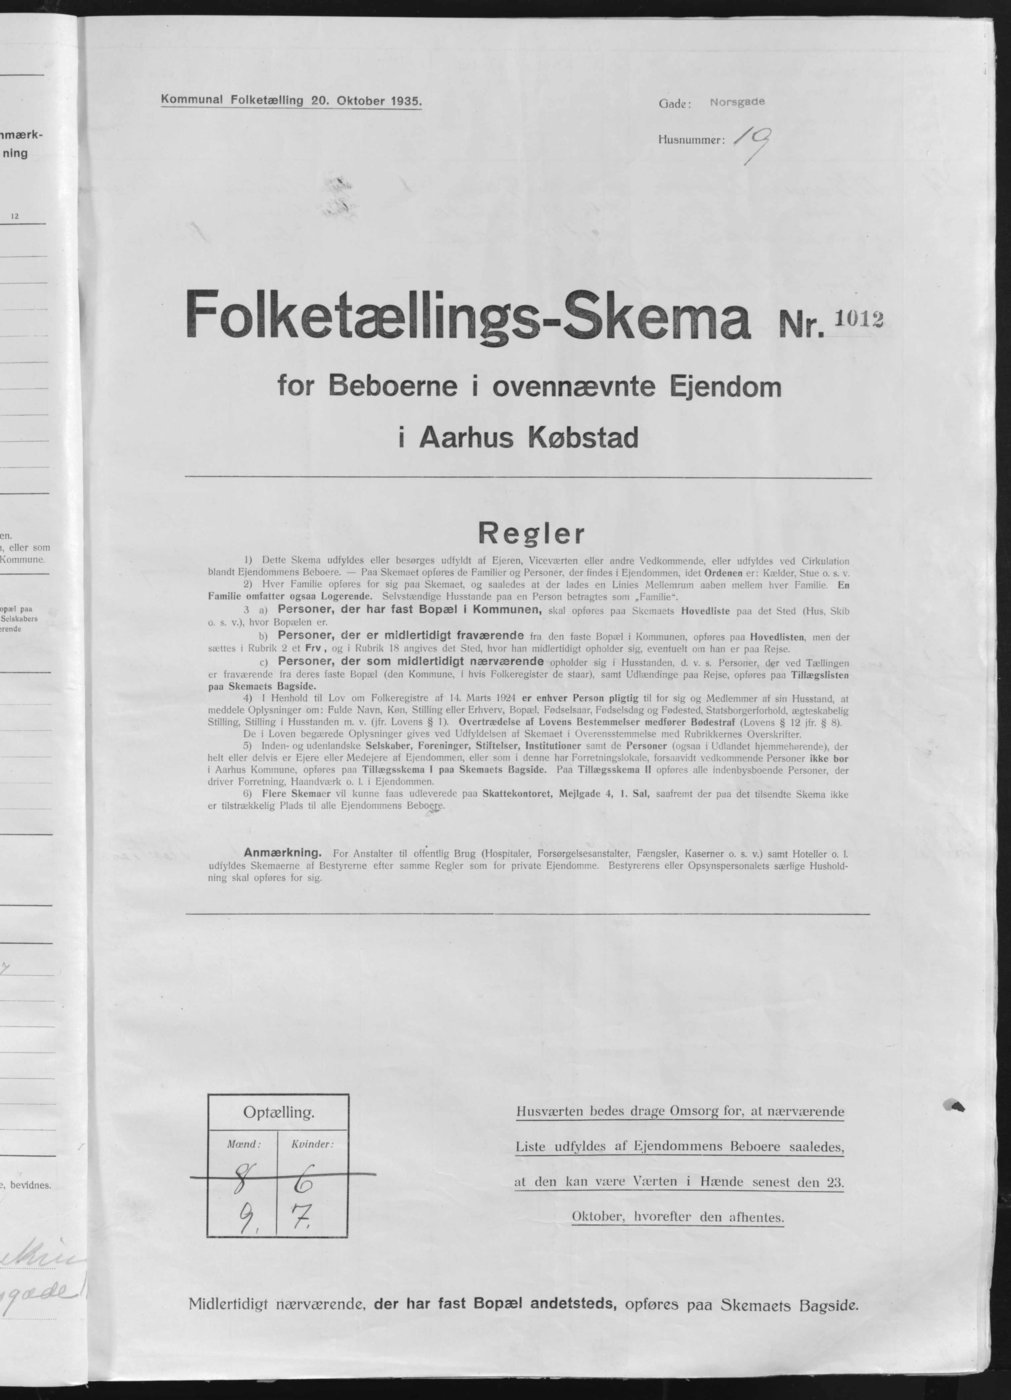 nmærk-
ning
12
en.
, eller som
Kommune.
opæl paa
Selskabers
erende
e, bevidnes.
Kommunal Folketælling 20. Oktober 1935.
Gade: Norsgade
Husnummer: 19
Folketællings-Skema Nr. 1012
for Beboerne i ovennævnte Ejendom
i Aarhus Købstad
Regler
1) Dette Skema udfyldes eller besørges udfyldt af Ejeren, Viceværten eller andre Vedkommende, eller udfyldes ved Cirkulation
blandt Ejendommens Beboere. — Paa Skemaet opføres de Familier og Personer, der findes i Ejendommen, idet Ordenen er: Kælder, Stue o. s. v.
2) Hver Familie opføres for sig paa Skemaet, og saaledes at der lades en Linies Mellemrum aaben mellem hver Familie. En
Familie omfatter ogsaa Logerende. Selvstændige Husstande paa en Person betragtes som „Familie“.
3 a) Personer, der har fast Bopæl i Kommunen, skal opføres paa Skemaets Hovedliste paa det Sted (Hus, Skib
o. s. v.), hvor Bopælen er.
b) Personer, der er midlertidigt fraværende fra den faste Bopæl i Kommunen, opføres paa Hovedlisten, men der
sættes i Rubrik 2 et Frv, og i Rubrik 18 angives det Sted, hvor han midlertidigt opholder sig, eventuelt om han er paa Rejse.
c) Personer, der som midlertidigt nærværende opholder sig i Husstanden, d. v. s. Personer, der ved Tællingen
er fraværende fra deres faste Bopæl (den Kommune, i hvis Folkeregister de staar), samt Udlændinge paa Rejse, opføres paa Tillægslisten
paa Skemaets Bagside.
4) I Henhold til Lov om Folkeregistre af 14. Marts 1924 er enhver Person pligtig til for sig og Medlemmer af sin Husstand, at
meddele Oplysninger om: Fulde Navn, Køn, Stilling eller Erhverv, Bopæl, Fødselsaar, Fødselsdag og Fødested, Statsborgerforhold, ægteskabelig
Stilling, Stilling i Husstanden m. v. (jfr. Lovens § 1). Overtrædelse af Lovens Bestemmelser medfører Bødestraf (Lovens § 12 jfr. § 8).
De i Loven begærede Oplysninger gives ved Udfyldelsen af Skemaet i Overensstemmelse med Rubrikkernes Overskrifter.
5) Inden- og udenlandske Selskaber, Foreninger, Stiftelser, Institutioner samt de Personer (ogsaa i Udlandet hjemmehørende), der
helt eller delvis er Ejere eller Medejere af Ejendommen, eller som i denne har Forretningslokale, forsaavidt vedkommende Personer ikke bor
i Aarhus Kommune, opføres paa Tillægsskema I paa Skemaets Bagside. Paa Tillægsskema II opføres alle indenbysboende Personer, der
driver Forretning, Haandværk o. l. i Ejendommen.
6) Flere Skemaer vil kunne faas udleverede paa Skattekontoret, Mejlgade 4, 1. Sal, saafremt der paa det tilsendte Skema ikke
er tilstrækkelig Plads til alle Ejendommens Beboere.
Anmærkning. For Anstalter til offentlig Brug (Hospitaler, Forsørgelsesanstalter, Fængsler, Kaserner o. s. v.) samt Hoteller o. l.
udfyldes Skemaerne af Bestyrerne efter samme Regler som for private Ejendomme. Bestyrerens eller Opsynspersonalets særlige Hushold-
ning skal opføres for sig.
Optælling.
Mænd: Kvinder:
8 6
9. 7.
Husværten bedes drage Omsorg for, at nærværende
Liste udfyldes af Ejendommens Beboere saaledes,
at den kan være Værten i Hænde senest den 23.
Oktober, hvorefter den afhentes.
Midlertidigt nærværende, der har fast Bopæl andetsteds, opføres paa Skemaets Bagside.